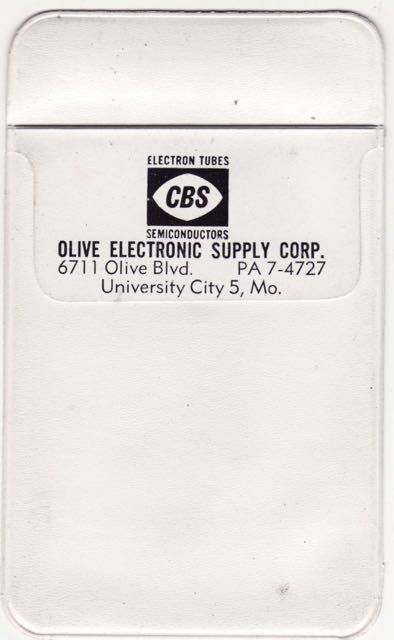 ELECTRON TUBES
CBS
SEMICONDUCTORS
OLIVE ELECTRONIC SUPPLY CORP.
6711 Olive Blvd. PA 7-4727
University City 5, Mo.